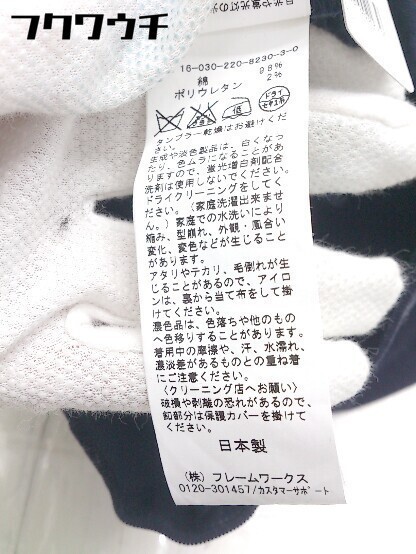 フクワウチ
16-030-220-8230-3-0
綿 98%
ポリウレタン 2%
低
ドライ
セキユ系
タンブラー乾燥はお避けくだ
さい。
生成や淡色製品は、白くなっ
たり、色ムラになることがあ
りますので、蛍光増白剤配合
洗剤は使用しないでください。
ドライクリーニングをしてく
ださい。（家庭洗濯出来ませ
ん。）家庭での水洗いにより
縮み、型崩れ、外観・風合い
変化、変色などが生じること
があります。
アタリやテカリ、毛倒れが生
じることがあるので、アイロ
ンは、裏から当て布をして掛
けてください。
濃色品は、色落ちや他のもの
へ色移りすることがあります。
着用中の摩擦や、汗、水濡れ、
濃淡差があるものとの重ね着
にご注意ください。
〈クリーニング店へお願い〉
破損や剥離の恐れがあるので、
釦部分は保護カバーを掛けて
ください。
日本製
（株）フレームワークス
0120-301457/カスタマーサポート